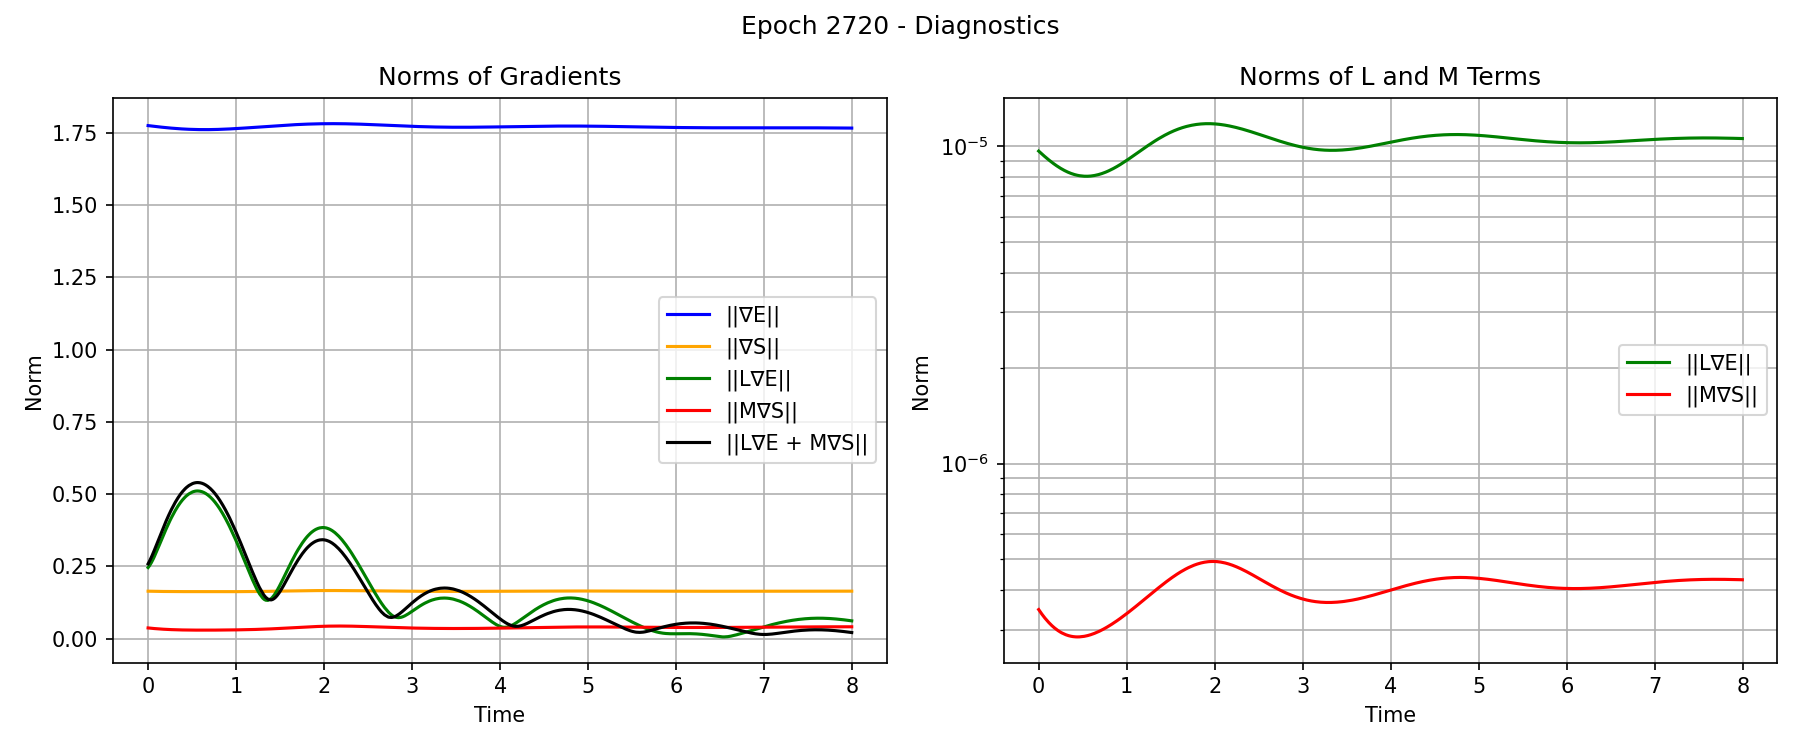 Epoch 2720 - Diagnostics
Norms of Gradients
Norm
1.75
1.50
1.25
1.00
0.75
0.50
0.25
0.00
||∇E||
||∇S||
||L∇E||
||M∇S||
||L∇E + M∇S||
0 1 2 3 4 5 6 7 8
Time
Norms of L and M Terms
Norm
10⁻⁵
10⁻⁶
||L∇E||
||M∇S||
0 1 2 3 4 5 6 7 8
Time